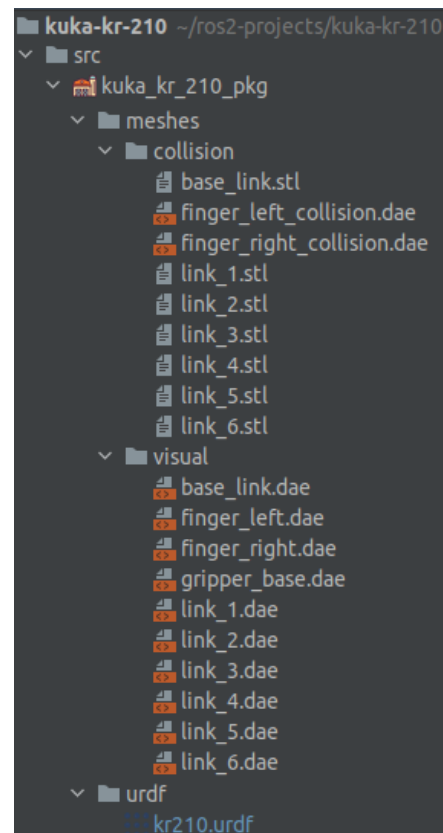 kuka-kr-210 ~/ros2-projects/kuka-kr-210
src
kuka_kr_210_pkg
meshes
collision
base_link.stl
finger_left_collision.dae
finger_right_collision.dae
link_1.stl
link_2.stl
link_3.stl
link_4.stl
link_5.stl
link_6.stl
visual
base_link.dae
finger_left.dae
finger_right.dae
gripper_base.dae
link_1.dae
link_2.dae
link_3.dae
link_4.dae
link_5.dae
link_6.dae
urdf
kr210.urdf